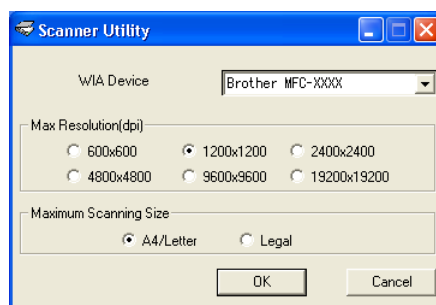 Scanner Utility
WIA Device Brother MFC-XXXX
Max Resolution(dpi)
600x600 1200x1200 2400x2400
4800x4800 9600x9600 19200x19200
Maximum Scanning Size
A4/Letter Legal
OK Cancel